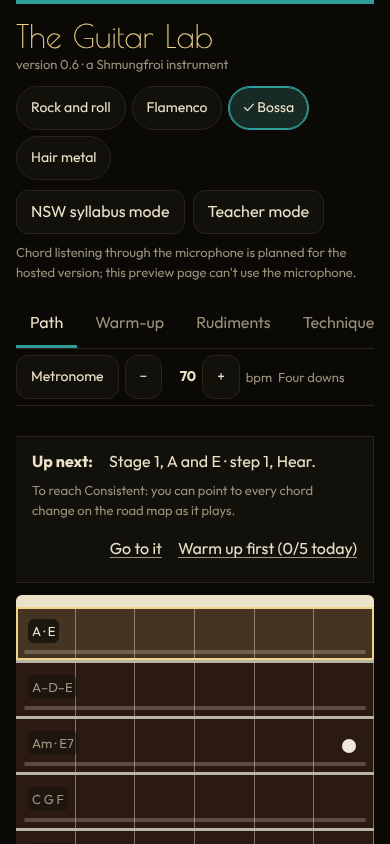 The Guitar Lab
version 0.6 · a Shmungfroi instrument
Rock and roll Flamenco ✓ Bossa
Hair metal
NSW syllabus mode Teacher mode
Chord listening through the microphone is planned for the
hosted version; this preview page can't use the microphone.
Path Warm-up Rudiments Technique
Metronome − 70 + bpm Four downs
Up next: Stage 1, A and E · step 1, Hear.
To reach Consistent: you can point to every chord
change on the road map as it plays.
Go to it Warm up first (0/5 today)
A · E
A–D–E
Am · E7
C G F